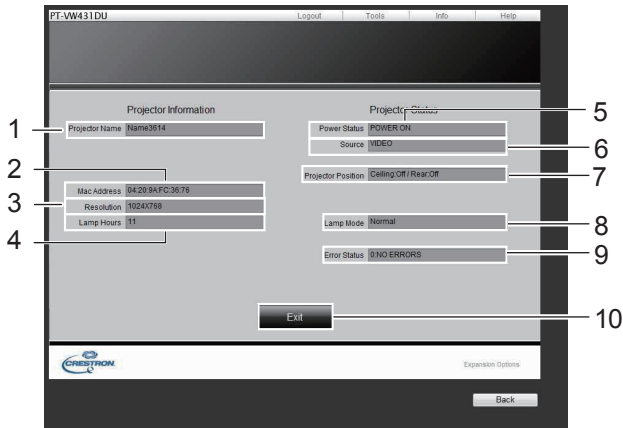 PT-VW431DU Logout Tools Info Help
Projector Information Projector Status
1 Projector Name Name3614 Power Status POWER ON 5
2 Source VIDEO 6
Projector Position Ceiling:Off / Rear:Off 7
3 Mac Address 04:20:9A:FC:36:76
Resolution 1024X768
4 Lamp Hours 11 Lamp Mode Normal 8
Error Status 0:NO ERRORS 9
Exit 10
CRESTRON e Expansion Options
Back